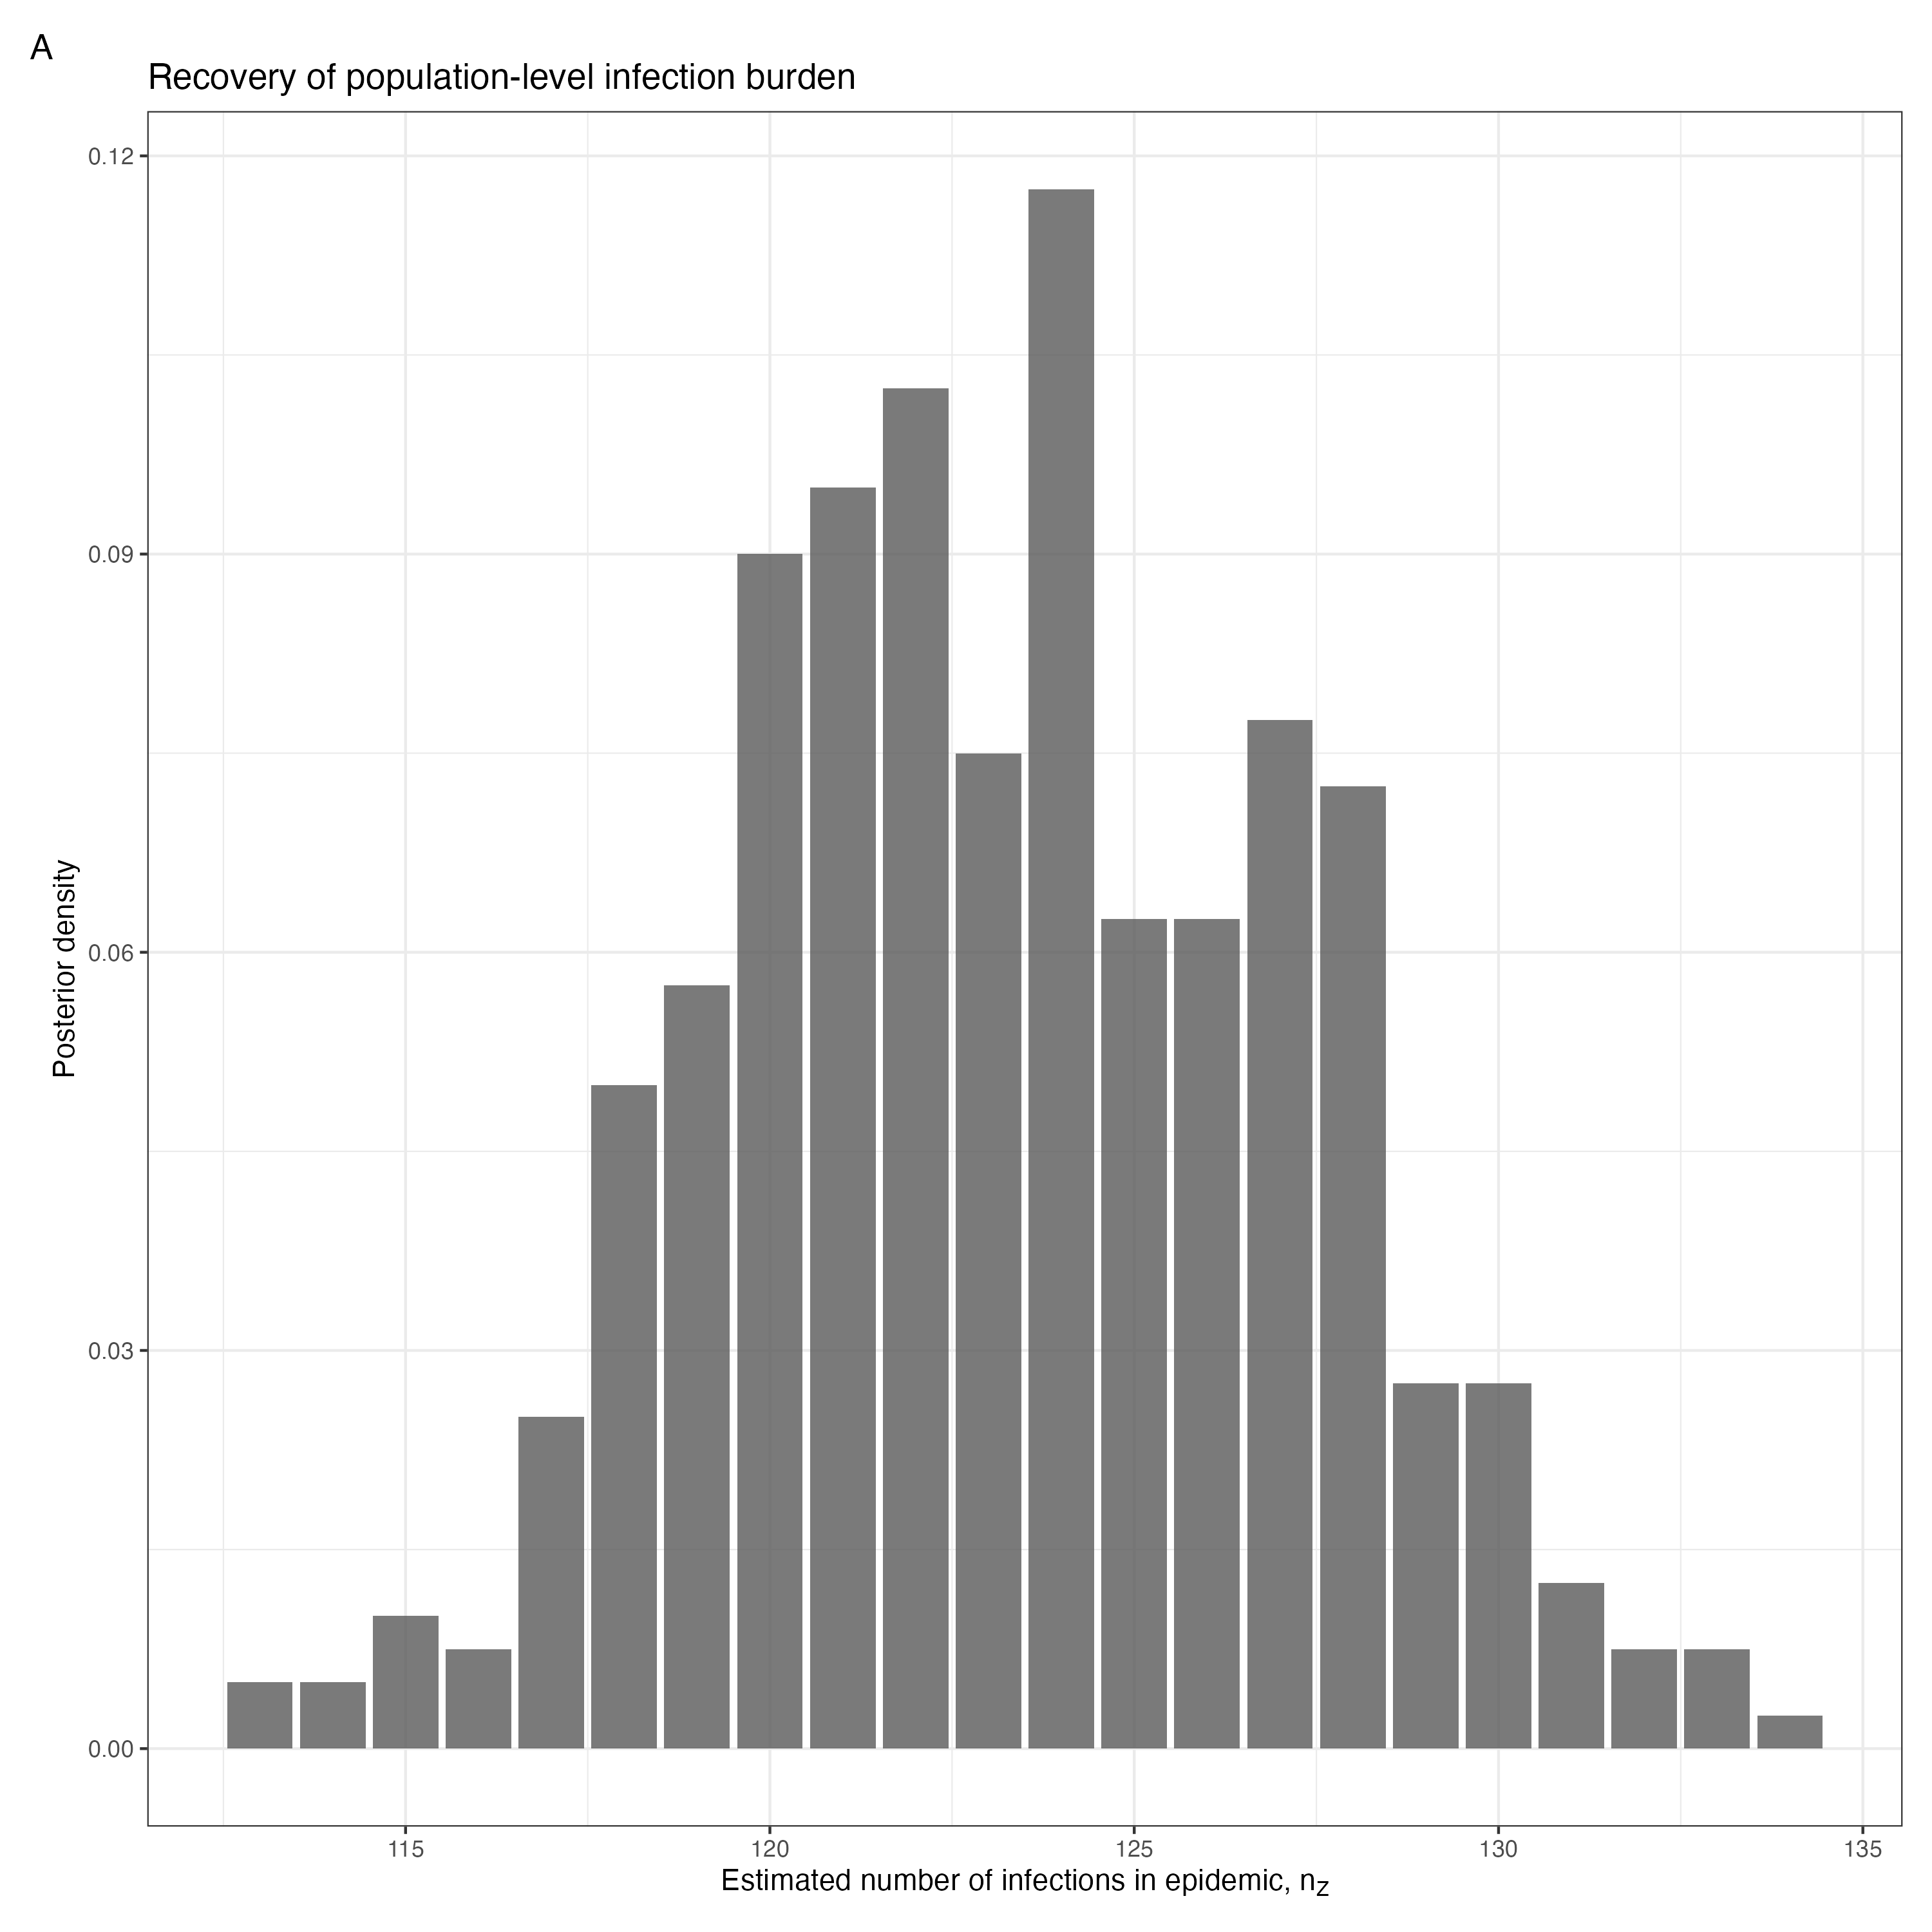 A
Recovery of population-level infection burden
0.12
0.09
0.06
0.03
0.00
Posterior density
115 120 125 130 135
Estimated number of infections in epidemic, nZ